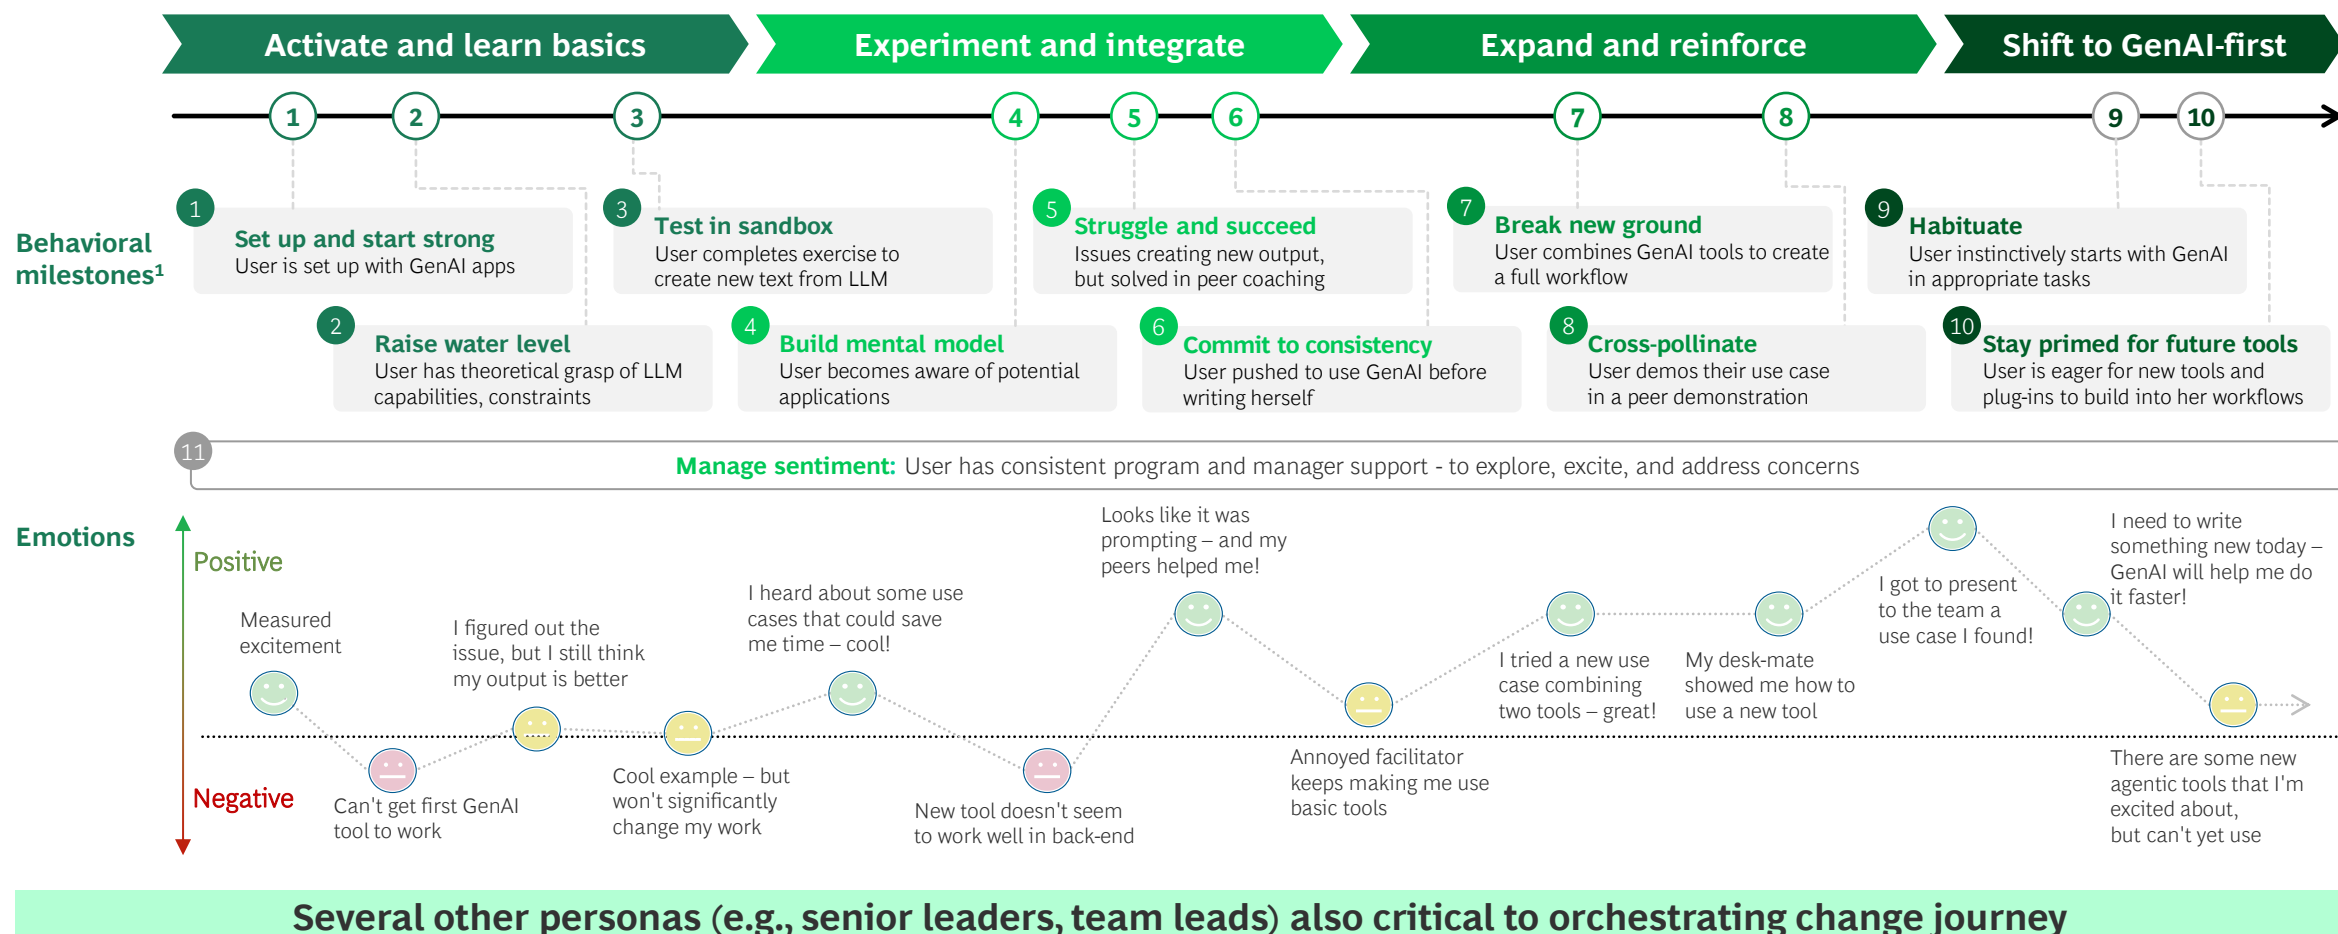 Activate and learn basics
Experiment and integrate
Expand and reinforce
Shift to GenAI-first
1
2
3
4
5
6
7
8
9
10
Behavioral
milestones¹
1
Set up and start strong
User is set up with GenAI apps
2
Raise water level
User has theoretical grasp of LLM
capabilities, constraints
3
Test in sandbox
User completes exercise to
create new text from LLM
4
Build mental model
User becomes aware of potential
applications
5
Struggle and succeed
Issues creating new output,
but solved in peer coaching
6
Commit to consistency
User pushed to use GenAI before
writing herself
7
Break new ground
User combines GenAI tools to create
a full workflow
8
Cross-pollinate
User demos their use case
in a peer demonstration
9
Habituate
User instinctively starts with GenAI
in appropriate tasks
10
Stay primed for future tools
User is eager for new tools and
plug-ins to build into her workflows
11
Manage sentiment: User has consistent program and manager support - to explore, excite, and address concerns
Emotions
Positive
Negative
Measured
excitement
Can't get first GenAI
tool to work
I figured out the
issue, but I still think
my output is better
Cool example – but
won't significantly
change my work
I heard about some use
cases that could save
me time – cool!
New tool doesn't seem
to work well in back-end
Looks like it was
prompting – and my
peers helped me!
Annoyed facilitator
keeps making me use
basic tools
I tried a new use
case combining
two tools – great!
My desk-mate
showed me how to
use a new tool
I got to present
to the team a
use case I found!
I need to write
something new today –
GenAI will help me do
it faster!
There are some new
agentic tools that I'm
excited about,
but can't yet use
Several other personas (e.g., senior leaders, team leads) also critical to orchestrating change journey